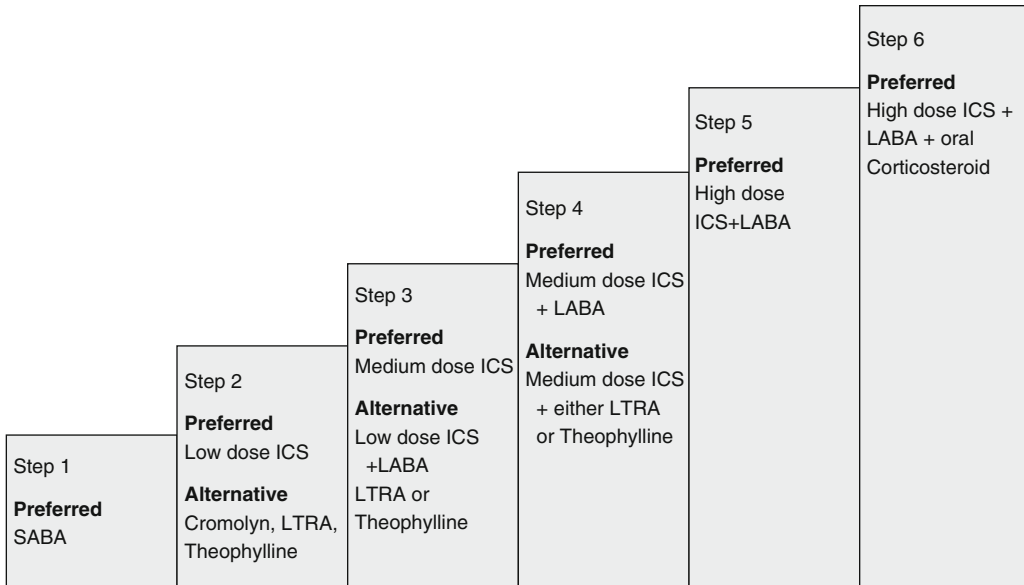 Step 1
Preferred
SABA
Step 2
Preferred
Low dose ICS
Alternative
Cromolyn, LTRA,
Theophylline
Step 3
Preferred
Medium dose ICS
Alternative
Low dose ICS
+LABA
LTRA or
Theophylline
Step 4
Preferred
Medium dose ICS
+ LABA
Alternative
Medium dose ICS
+ either LTRA
or Theophylline
Step 5
Preferred
High dose
ICS+LABA
Step 6
Preferred
High dose ICS +
LABA + oral
Corticosteroid